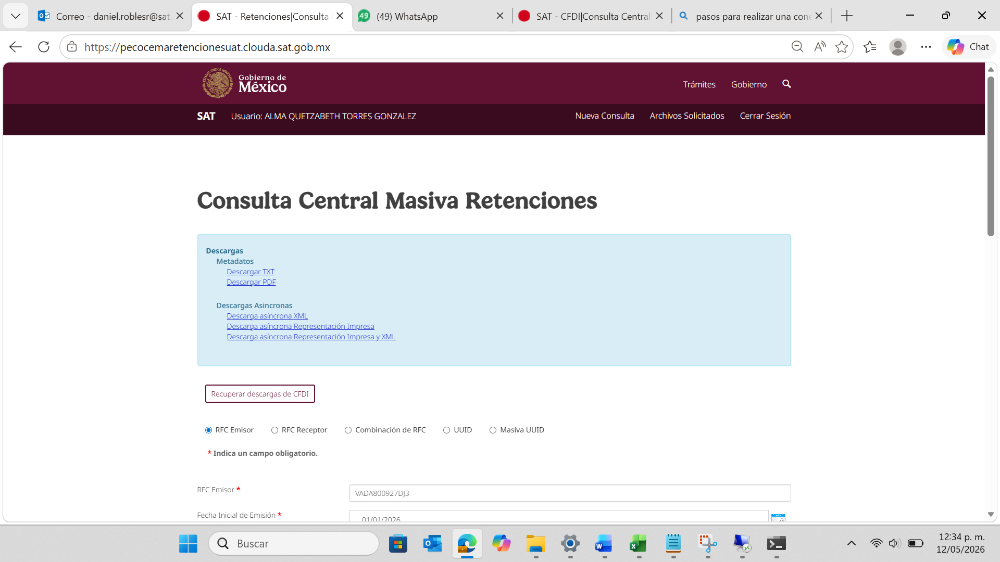 Correo - daniel.roblesr@sat.
SAT - Retenciones|Consulta
49
(49) WhatsApp
SAT - CFDI|Consulta Central
pasos para realizar una cone
https://pecocemaretencionesuat.clouda.sat.gob.mx
Chat
Gobierno de
México
Trámites
Gobierno
SAT
Usuario: ALMA QUETZABETH TORRES GONZALEZ
Nueva Consulta
Archivos Solicitados
Cerrar Sesión
Consulta Central Masiva Retenciones
Descargas
Metadatos
Descargar TXT
Descargar PDF
Descargas Asincronas
Descarga asíncrona XML
Descarga asíncrona Representación Impresa
Descarga asíncrona Representación Impresa y XML
Recuperar descargas de CFDI
RFC Emisor
RFC Receptor
Combinación de RFC
UUID
Masiva UUID
* Indica un campo obligatorio.
RFC Emisor *
VADA800927DJ3
Fecha Inicial de Emisión *
01/01/2026
Buscar
12:34 p. m.
12/05/2026